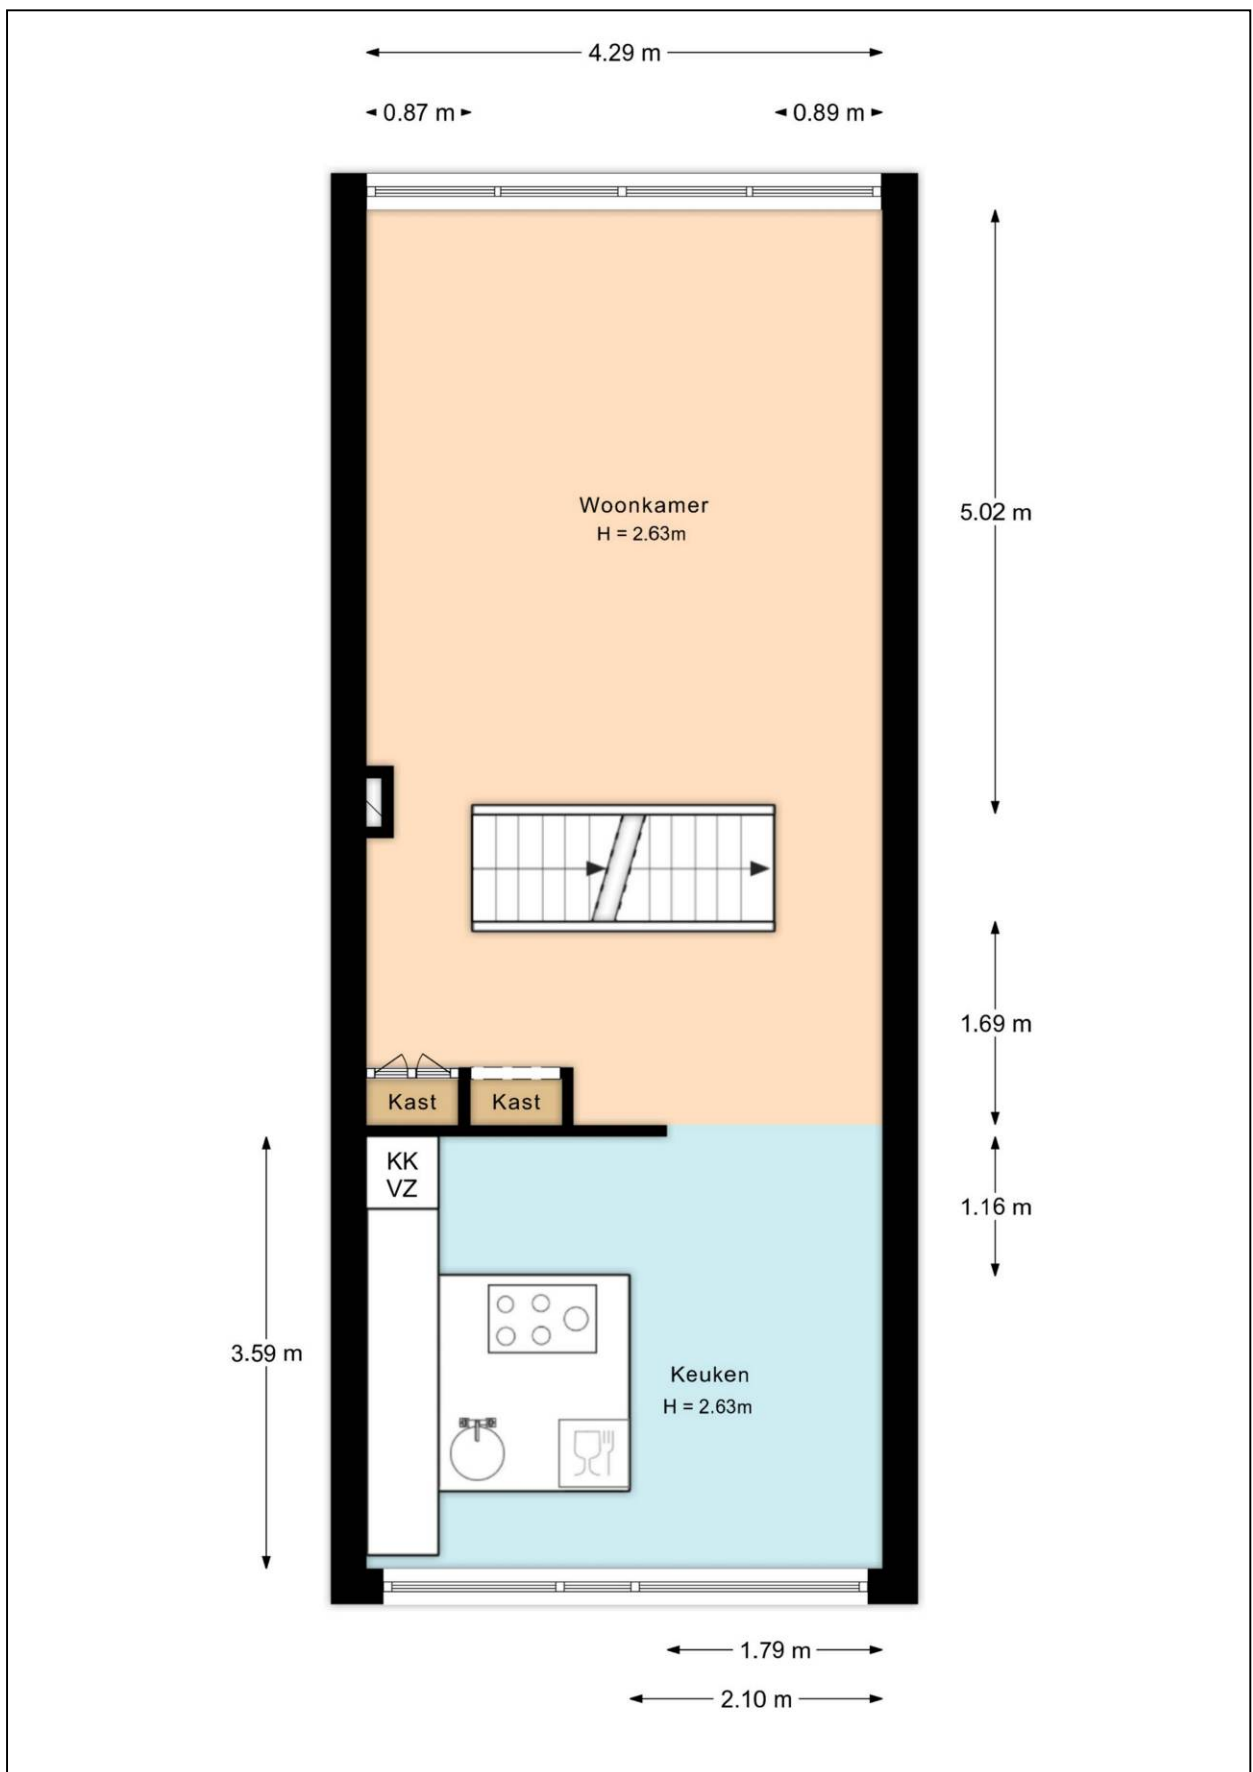 4.29 m
0.87 m
0.89 m
Woonkamer
H = 2.63m
5.02 m
1.69 m
Kast
Kast
KK
VZ
1.16 m
3.59 m
Keuken
H = 2.63m
1.79 m
2.10 m